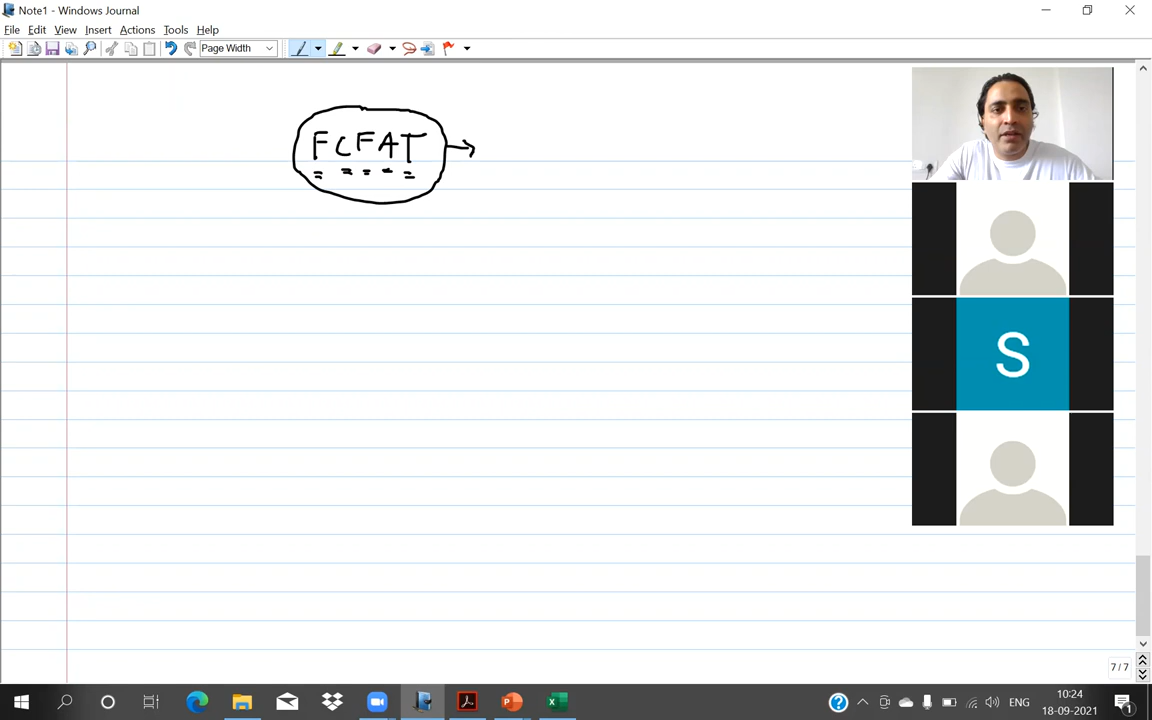 Note1 - Windows Journal
File Edit View Insert Actions Tools Help
Page Width
FCFAT
S
7 / 7
ENG
10:24
18-09-2021
1